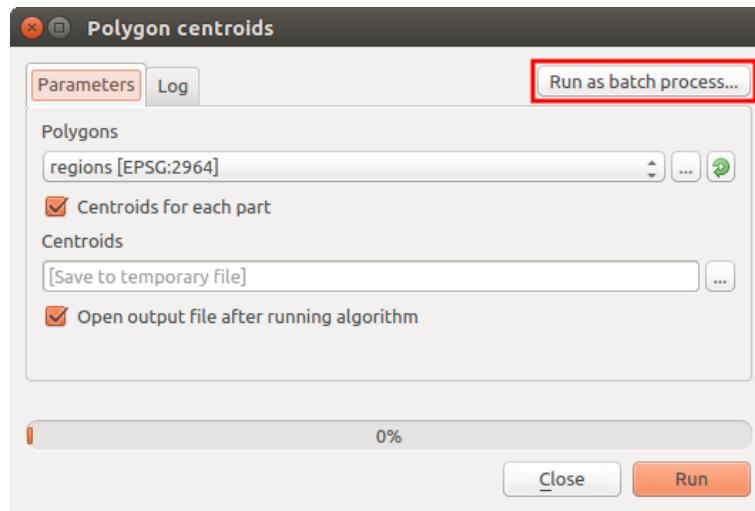 Polygon centroids
Parameters
Log
Run as batch process...
Polygons
regions [EPSG:2964]
...
Centroids for each part
Centroids
[Save to temporary file]
...
Open output file after running algorithm
0%
Close
Run